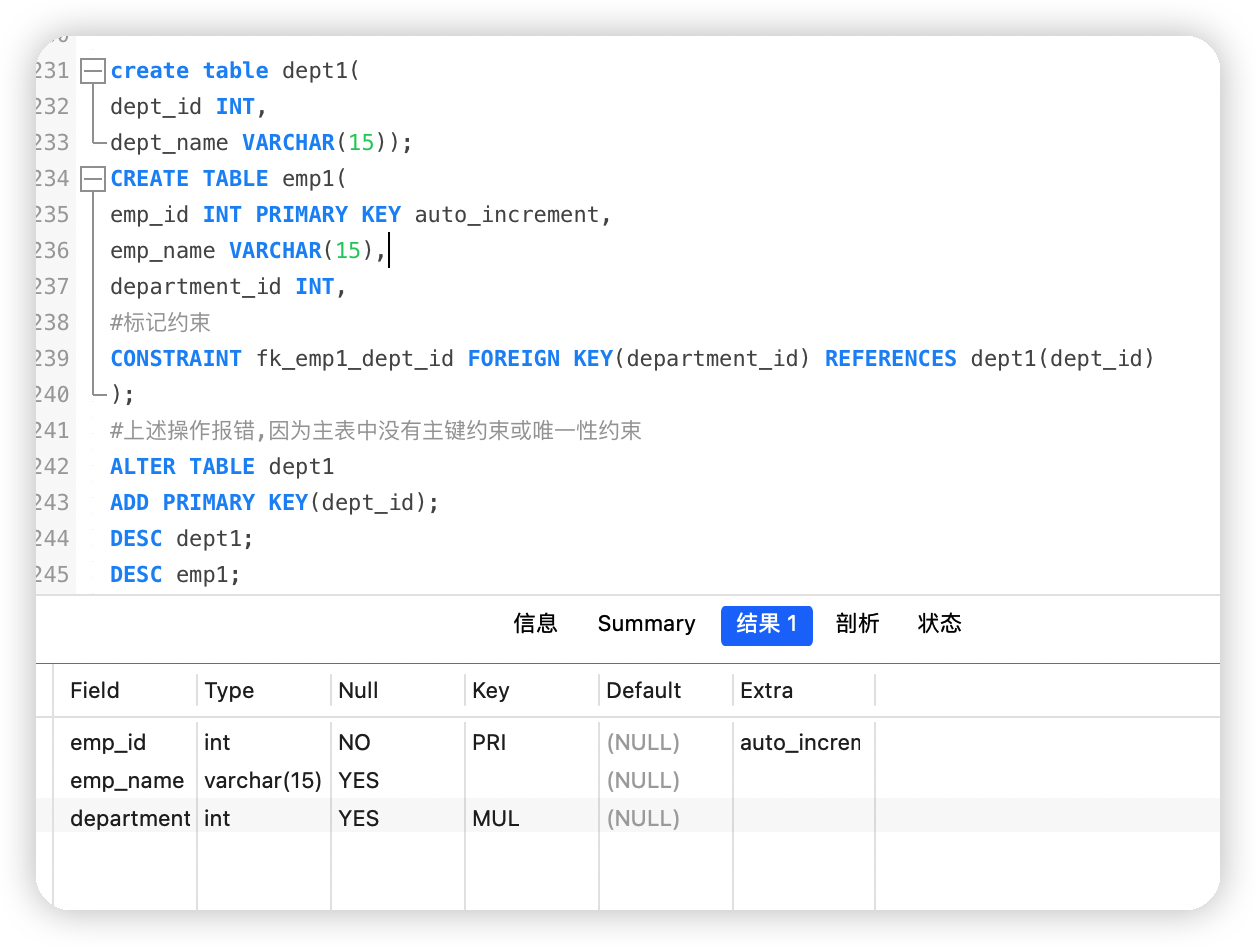 231 create table dept1(
232 dept_id INT,
233 dept_name VARCHAR(15));
234 CREATE TABLE emp1(
235 emp_id INT PRIMARY KEY auto_increment,
236 emp_name VARCHAR(15),
237 department_id INT,
238 #标记约束
239 CONSTRAINT fk_emp1_dept_id FOREIGN KEY(department_id) REFERENCES dept1(dept_id)
240 );
241 #上述操作报错,因为主表中没有主键约束或唯一性约束
242 ALTER TABLE dept1
243 ADD PRIMARY KEY(dept_id);
244 DESC dept1;
245 DESC emp1;
信息 Summary 结果 1 剖析 状态
Field Type Null Key Default Extra
emp_id int NO PRI (NULL) auto_increm
emp_name varchar(15) YES (NULL)
department int YES MUL (NULL)